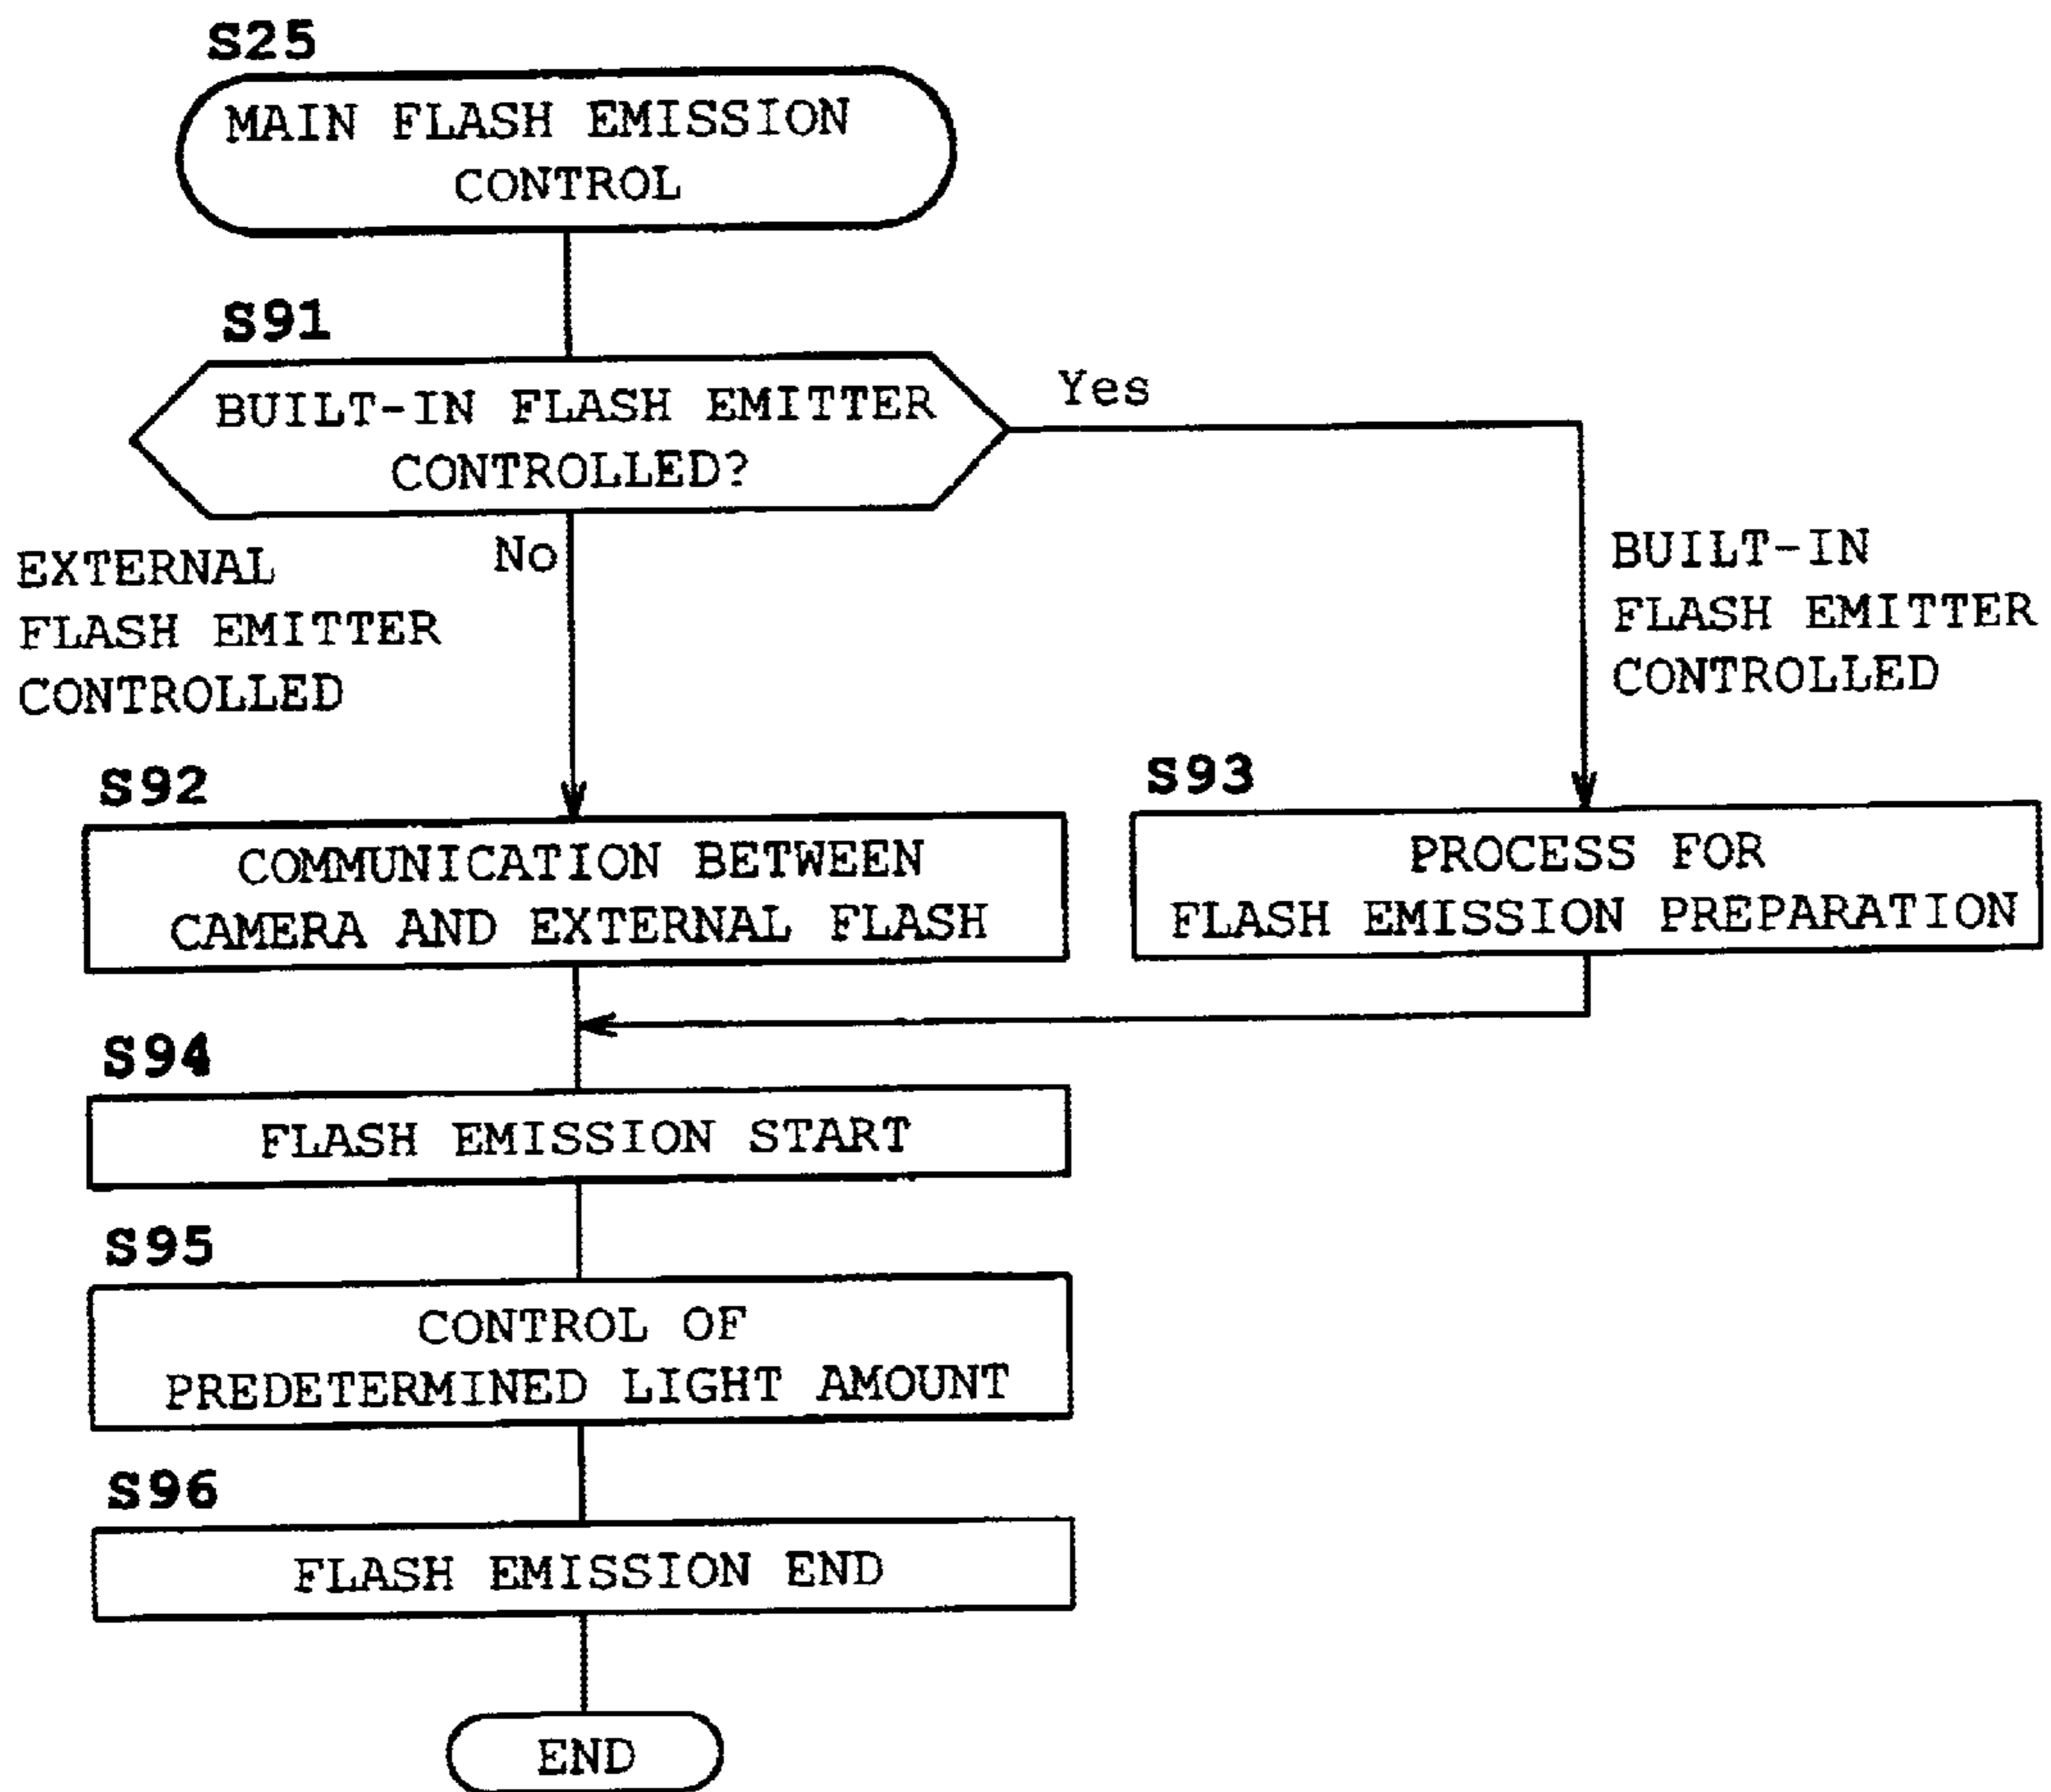 S25
MAIN FLASH EMISSION
CONTROL
S91
BUILT-IN FLASH EMITTER
CONTROLLED?
Yes
No
EXTERNAL
FLASH EMITTER
CONTROLLED
BUILT-IN
FLASH EMITTER
CONTROLLED
S92
COMMUNICATION BETWEEN
CAMERA AND EXTERNAL FLASH
S93
PROCESS FOR
FLASH EMISSION PREPARATION
S94
FLASH EMISSION START
S95
CONTROL OF
PREDETERMINED LIGHT AMOUNT
S96
FLASH EMISSION END
END